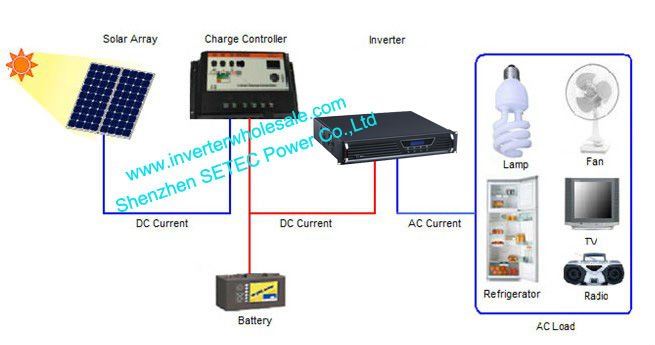 Solar Array
Charge Controller
Inverter
www.inverterwholesale.com
Shenzhen SETEC Power Co.,Ltd
Lamp
Fan
DC Current
DC Current
AC Current
TV
Refrigerator
Radio
Battery
AC Load